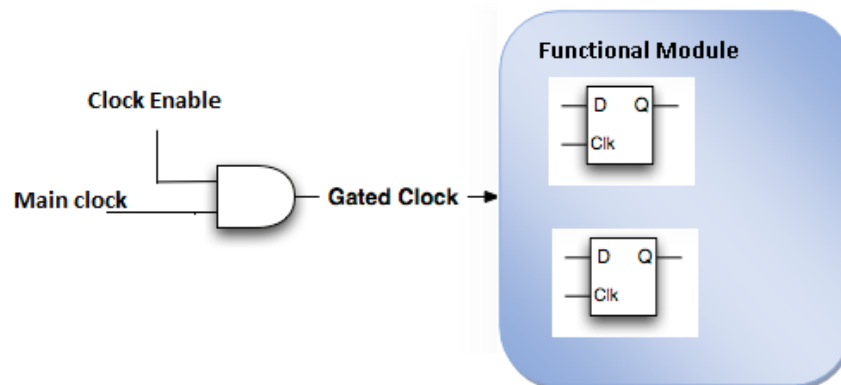 Functional Module
Clock Enable
D Q
Clk
Main clock
Gated Clock
D Q
Clk